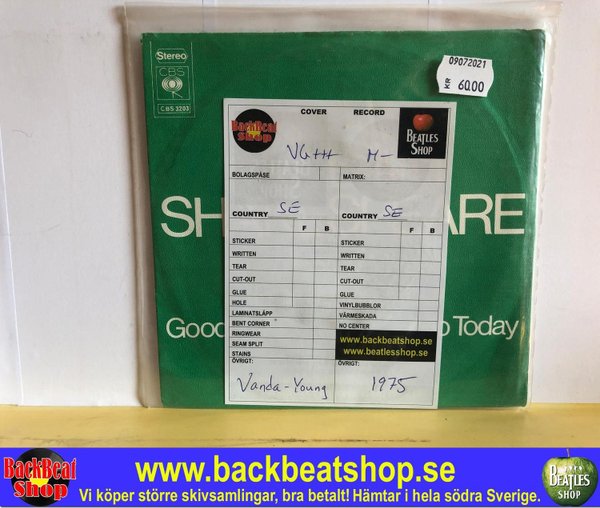 Stereo
CBS
CBS 3203
09072021
KR 60.00
BackBeat
Shop
COVER RECORD
BEATLES
SHOP
VG+++ M-
BOLAGSPÅSE MATRIX:
COUNTRY SE COUNTRY SE
F B F B
STICKER STICKER
WRITTEN WRITTEN
TEAR TEAR
CUT-OUT CUT-OUT
GLUE GLUE
HOLE VINYLBUBBLOR
LAMINATSLÄPP VÄRMESKADA
BENT CORNER NO CENTER
RINGWEAR
SEAM SPLIT
STAINS
www.backbeatshop.se
www.beatlesshop.se
ÖVRIGT: ÖVRIGT:
Vanda-Young 1975
SH ARE
Good Today
BackBeat
Shop
www.backbeatshop.se
Vi köper större skivsamlingar, bra betalt! Hämtar i hela södra Sverige.
BEATLES
SHOP